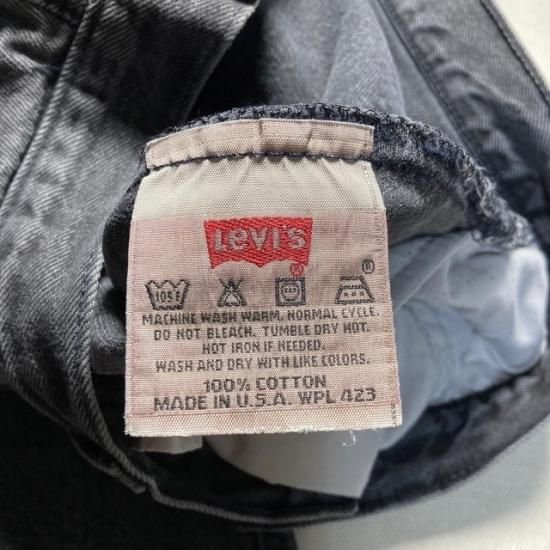 Levi's
®
®
105F
MACHINE WASH WARM, NORMAL CYCLE.
DO NOT BLEACH. TUMBLE DRY HOT.
HOT IRON IF NEEDED.
WASH AND DRY WITH LIKE COLORS.
100% COTTON
MADE IN U.S.A. WPL 423